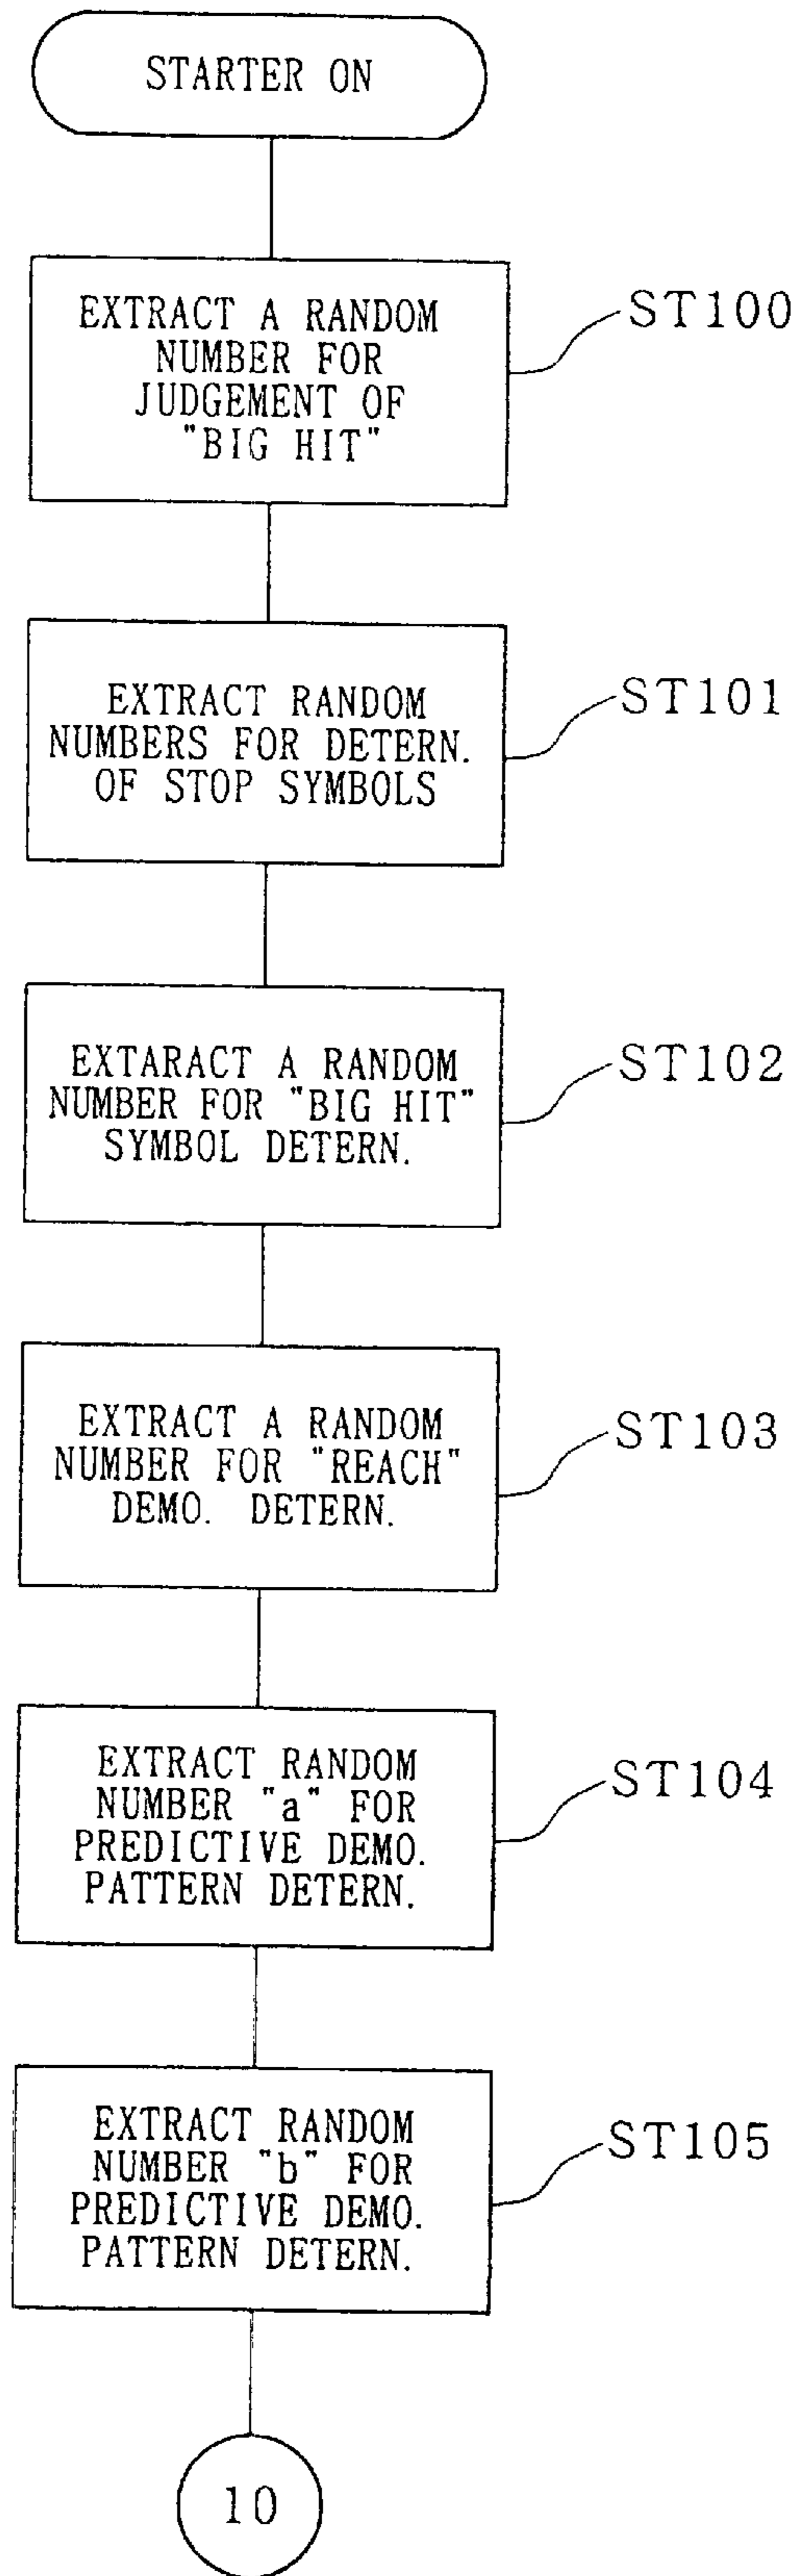 STARTER ON
EXTRACT A RANDOM
NUMBER FOR
JUDGEMENT OF
"BIG HIT"
ST100
EXTRACT RANDOM
NUMBERS FOR DETERN.
OF STOP SYMBOLS
ST101
EXTARACT A RANDOM
NUMBER FOR "BIG HIT"
SYMBOL DETERN.
ST102
EXTRACT A RANDOM
NUMBER FOR "REACH"
DEMO. DETERN.
ST103
EXTRACT RANDOM
NUMBER "a" FOR
PREDICTIVE DEMO.
PATTERN DETERN.
ST104
EXTRACT RANDOM
NUMBER "b" FOR
PREDICTIVE DEMO.
PATTERN DETERN.
ST105
10